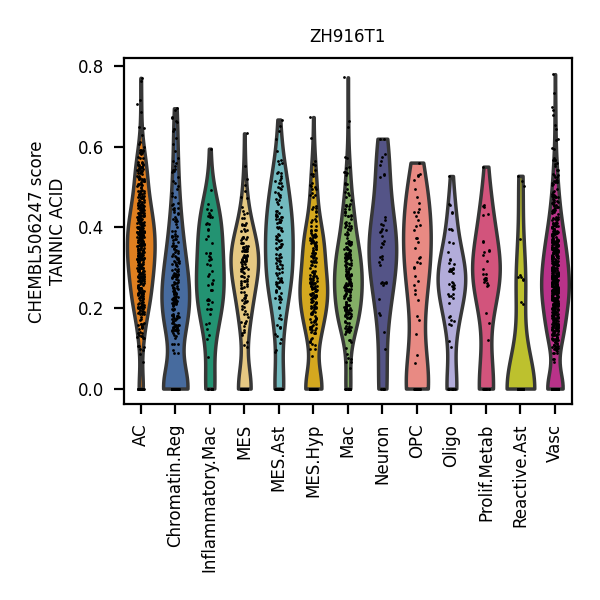 ZH916T1
CHEMBL506247 score
TANNIC ACID
0.8
0.6
0.4
0.2
0.0
AC
Chromatin.Reg
Inflammatory.Mac
MES
MES.Ast
MES.Hyp
Mac
Neuron
OPC
Oligo
Prolif.Metab
Reactive.Ast
Vasc